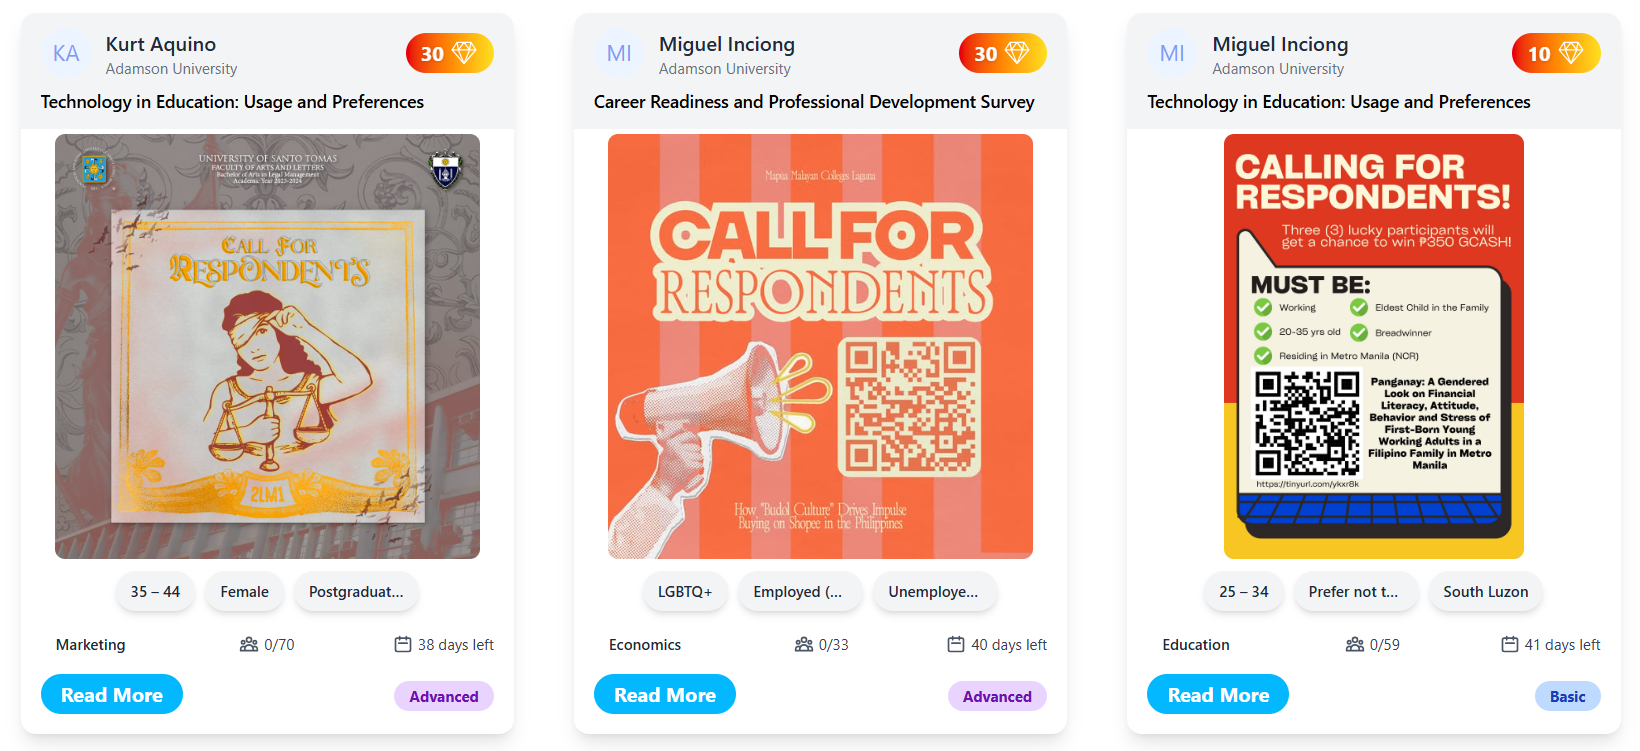 KA
Kurt Aquino
Adamson University
30
Technology in Education: Usage and Preferences
UNIVERSITY OF SANTO TOMAS
FACULTY OF ARTS AND LETTERS
Bachelor of Arts in Legal Management
Academic Year 2023-2024
CALL FOR
RESPONDENTS
2LM1
35 – 44
Female
Postgraduat...
Marketing
0/70
38 days left
Read More
Advanced
MI
Miguel Inciong
Adamson University
30
Career Readiness and Professional Development Survey
Mapúa Malayan Colleges Laguna
CALL FOR
RESPONDENTS
How "Budol Culture" Drives Impulse
Buying on Shopee in the Philippines
LGBTQ+
Employed (...
Unemploye...
Economics
0/33
40 days left
Read More
Advanced
MI
Miguel Inciong
Adamson University
10
Technology in Education: Usage and Preferences
CALLING FOR
RESPONDENTS!
Three (3) lucky participants will
get a chance to win ₱350 GCASH!
MUST BE:
Working
Eldest Child in the Family
20-35 yrs old
Breadwinner
Residing in Metro Manila (NCR)
Panganay: A Gendered
Look on Financial
Literacy, Attitude,
Behavior and Stress of
First-Born Young
Working Adults in a
Filipino Family in Metro
Manila
https://tinyurl.com/ykxr8k
25 – 34
Prefer not t...
South Luzon
Education
0/59
41 days left
Read More
Basic